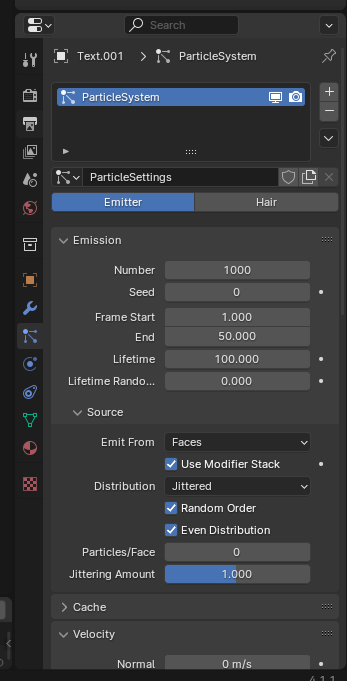 Search
Text.001 > ParticleSystem
ParticleSystem
ParticleSettings
Emitter Hair
Emission
Number 1000
Seed 0
Frame Start 1.000
End 50.000
Lifetime 100.000
Lifetime Rando... 0.000
Source
Emit From Faces
Use Modifier Stack
Distribution Jittered
Random Order
Even Distribution
Particles/Face 0
Jittering Amount 1.000
Cache
Velocity
Normal 0 m/s
4.1.1